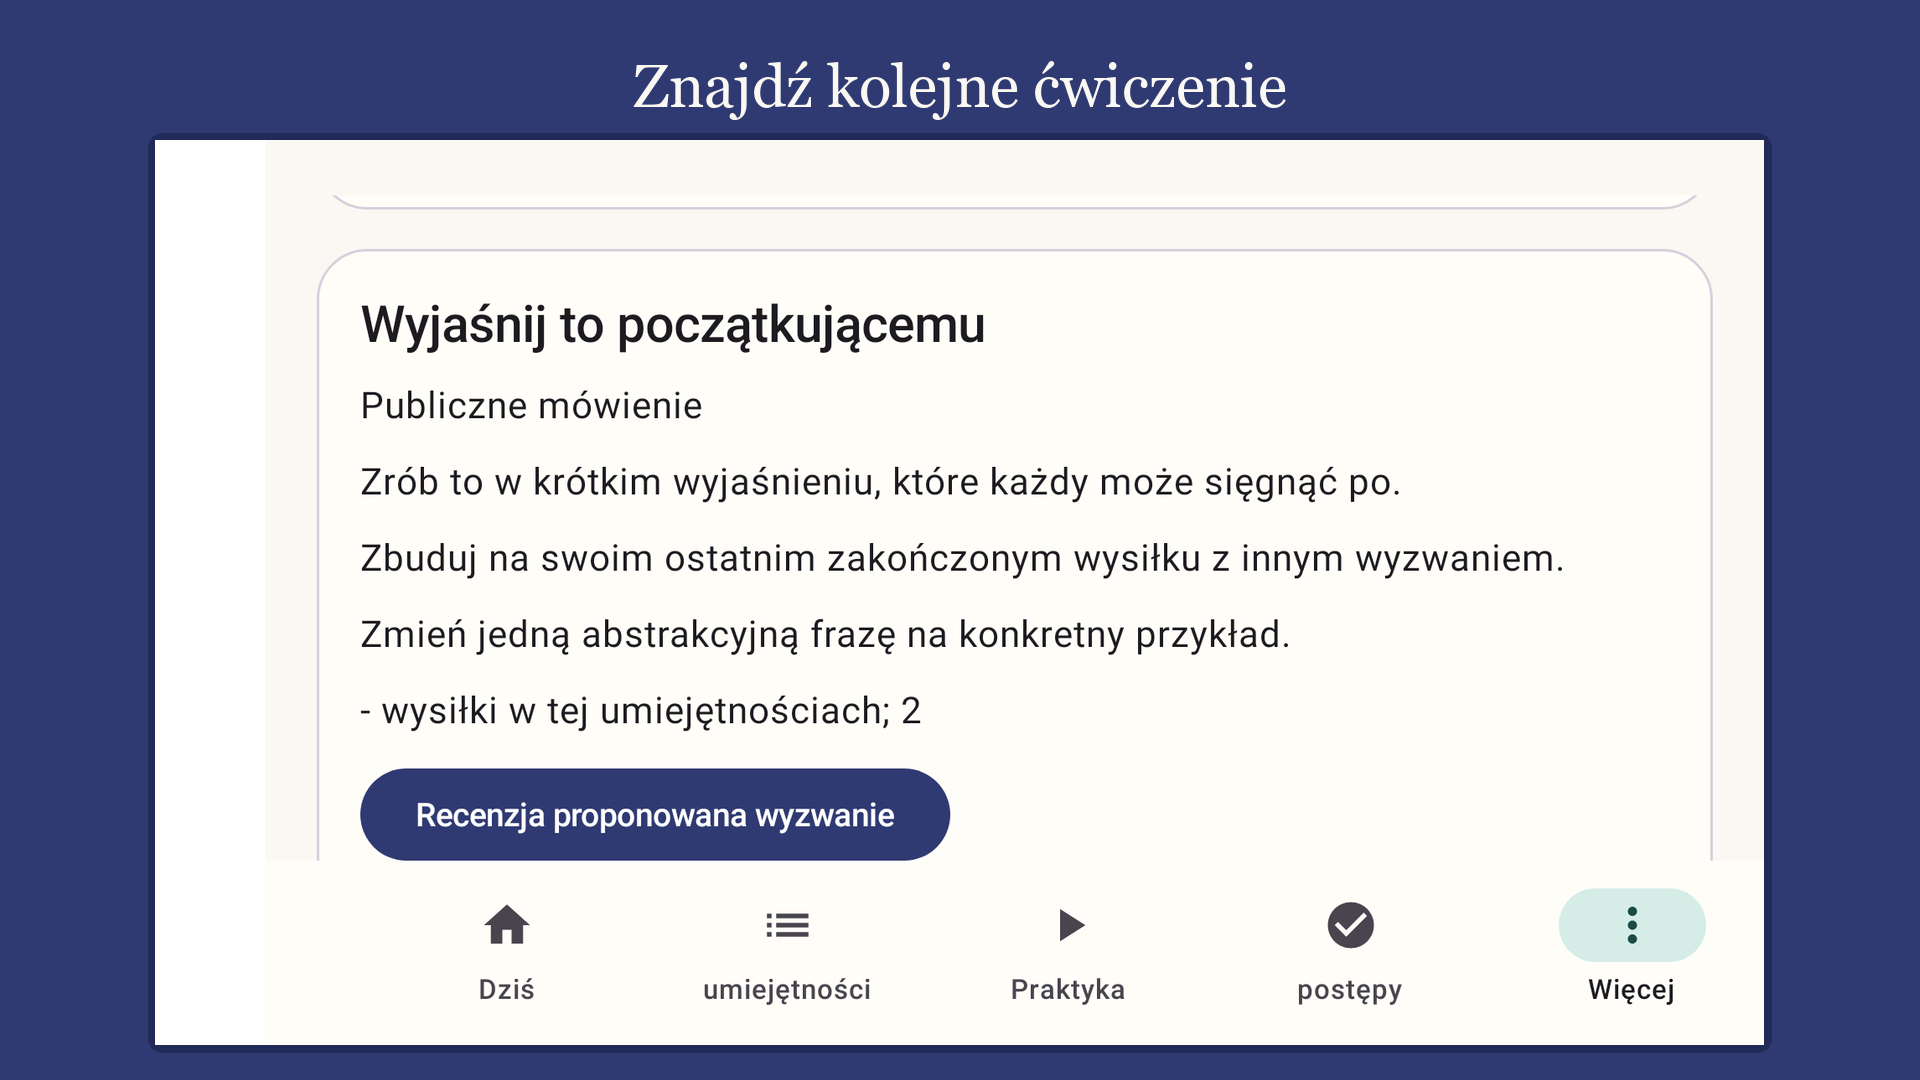 Znajdź kolejne ćwiczenie
Wyjaśnij to początkującemu
Publiczne mówienie
Zrób to w krótkim wyjaśnieniu, które każdy może sięgnąć po.
Zbuduj na swoim ostatnim zakończonym wysiłku z innym wyzwaniem.
Zmień jedną abstrakcyjną frazę na konkretny przykład.
- wysiłki w tej umiejętnościach; 2
Recenzja proponowana wyzwanie
Dziś
umiejętności
Praktyka
postępy
Więcej